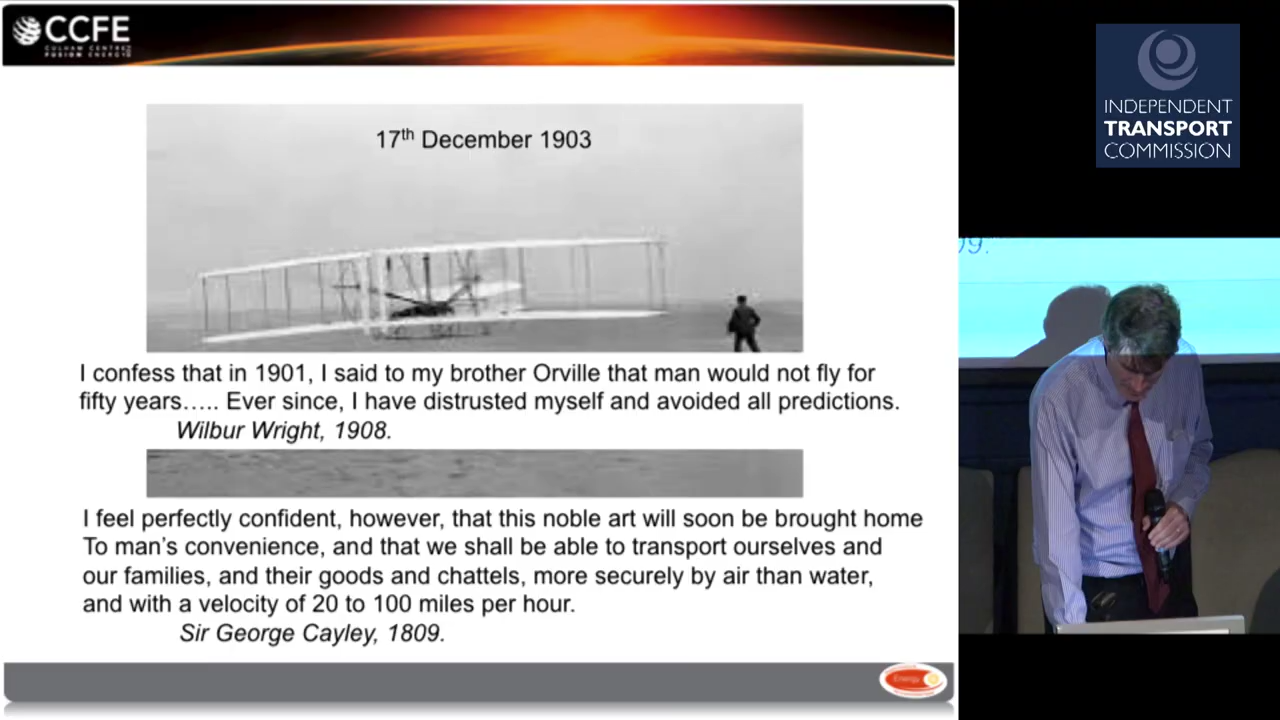 CCFE
CULHAM CENTRE
FUSION ENERGY
17th December 1903
I confess that in 1901, I said to my brother Orville that man would not fly for
fifty years….. Ever since, I have distrusted myself and avoided all predictions.
Wilbur Wright, 1908.
I feel perfectly confident, however, that this noble art will soon be brought home
To man's convenience, and that we shall be able to transport ourselves and
our families, and their goods and chattels, more securely by air than water,
and with a velocity of 20 to 100 miles per hour.
Sir George Cayley, 1809.
Energy
INDEPENDENT
TRANSPORT
COMMISSION
09.